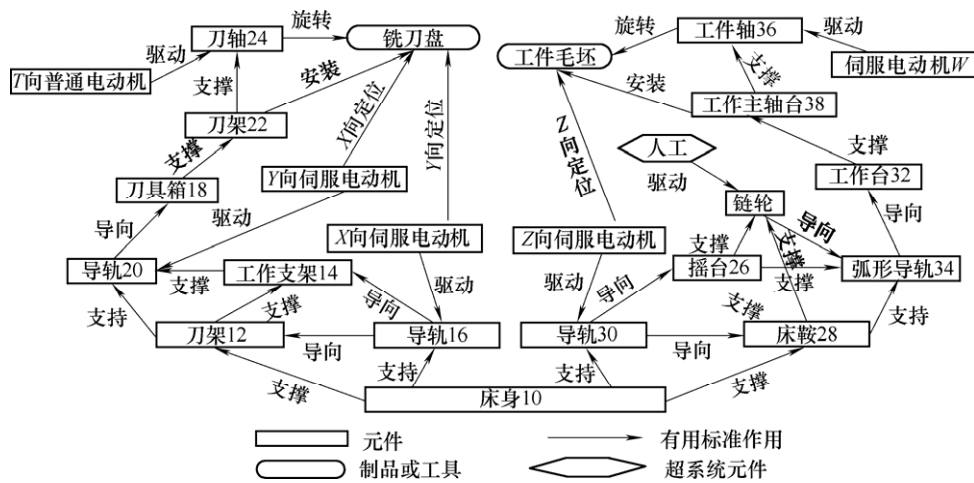 旋转
刀轴24
铣刀盘
驱动
T向普通电动机
支撑
安装
刀架22
X向定位
Y向定位
支撑
刀具箱18
Y向伺服电动机
导向
驱动
X向伺服电动机
导轨20
支撑
工作支架14
驱动
支持
支撑
导向
刀架12
导向
导轨16
支撑
支持
床身10
旋转
工件轴36
驱动
工件毛坯
伺服电动机W
支撑
安装
工作主轴台38
Z向定位
人工
支撑
驱动
工作台32
链轮
导向
导向
Z向伺服电动机
支撑
支撑
摇台26
支撑
弧形导轨34
驱动
导向
支撑
支持
导轨30
导向
床鞍28
支持
支撑
元件
有用标准作用
制品或工具
超系统元件